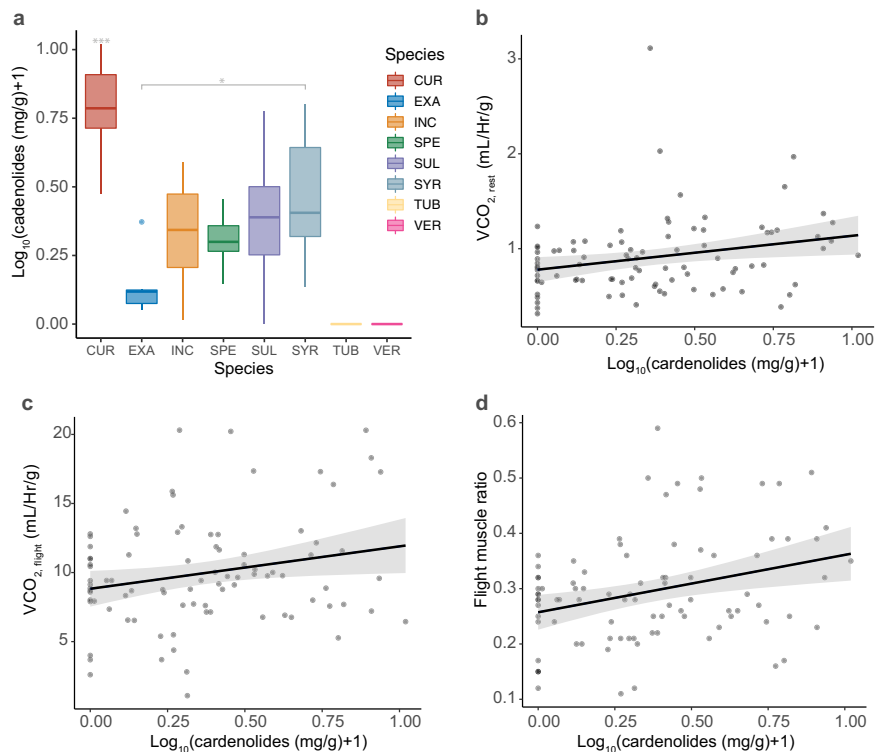 a
Log10(cadenolides (mg/g)+1)
1.00
0.75
0.50
0.25
0.00
***
*
CUR EXA INC SPE SUL SYR TUB VER
Species
Species
CUR
EXA
INC
SPE
SUL
SYR
TUB
VER
b
VCO2, rest (mL/Hr/g)
3
2
1
0
0.00 0.25 0.50 0.75 1.00
Log10(cardenolides (mg/g)+1)
c
VCO2, flight (mL/Hr/g)
20
15
10
5
0.00 0.25 0.50 0.75 1.00
Log10(cardenolides (mg/g)+1)
d
Flight muscle ratio
0.6
0.5
0.4
0.3
0.2
0.1
0.00 0.25 0.50 0.75 1.00
Log10(cardenolides (mg/g)+1)